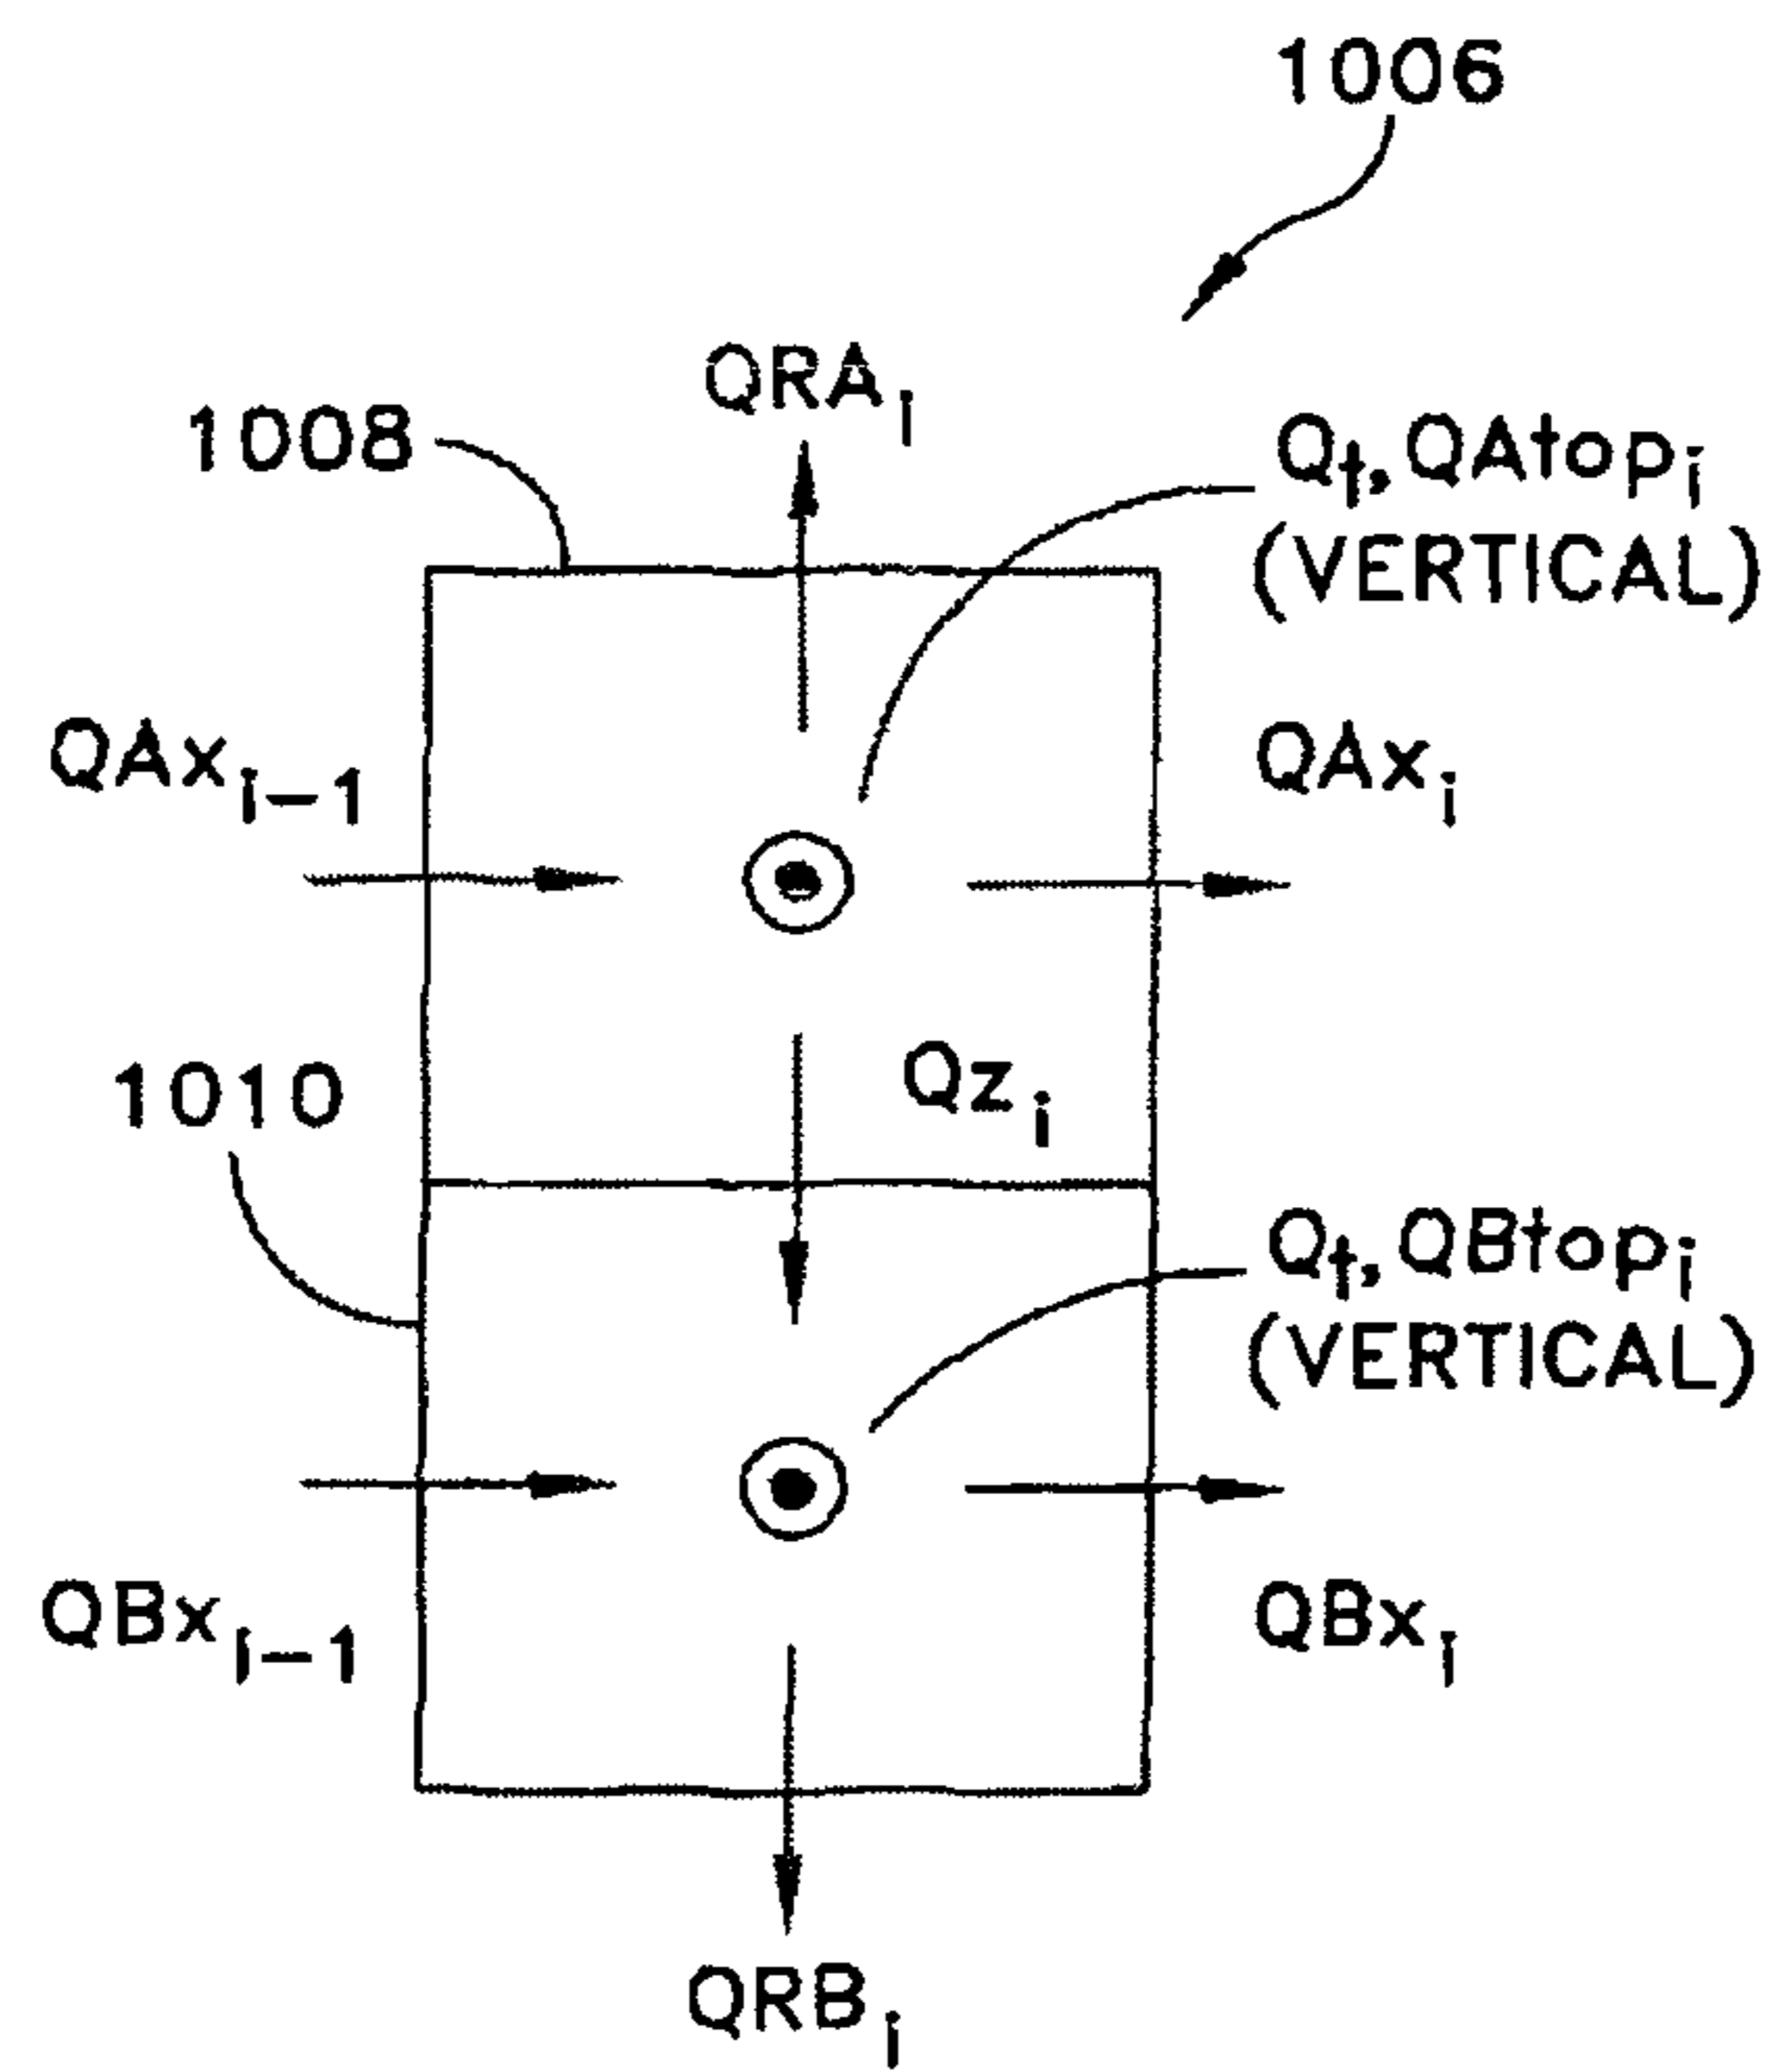 1006
QRAi
1008
Qt,QAtopi
(VERTICAL)
QAxi-1
QAxi
Qzi
1010
Qt,QBtopi
(VERTICAL)
QBxi-1
QBxi
QRBi